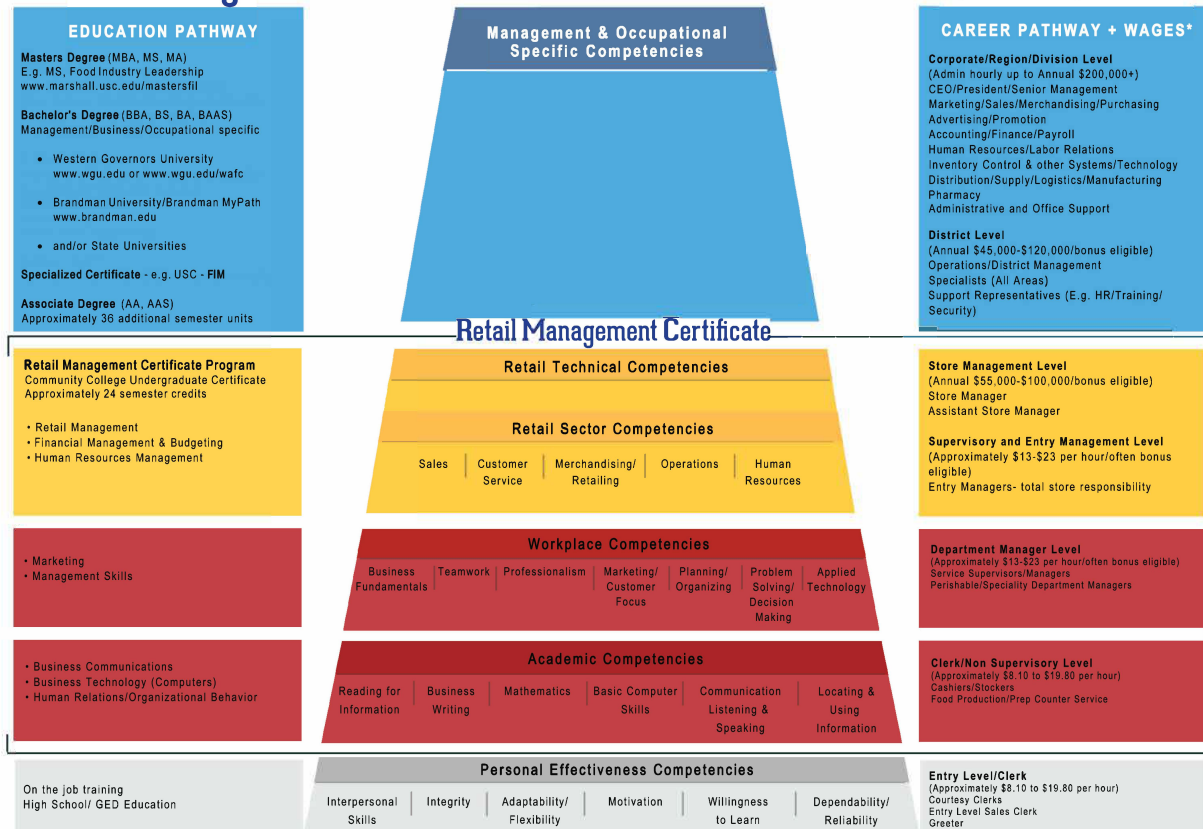 EDUCATION PATHWAY
Masters Degree (MBA, MS, MA)
E.g. MS, Food Industry Leadership
www.marshall.usc.edu/mastersfil
Bachelor's Degree (BBA, BS, BA, BAAS)
Management/Business/Occupational specific
• Western Governors University
www.wgu.edu or www.wgu.edu/wafc
• Brandman University/Brandman MyPath
www.brandman.edu
• and/or State Universities
Specialized Certificate - e.g. USC - FIM
Associate Degree (AA, AAS)
Approximately 36 additional semester units
Management & Occupational
Specific Competencies
CAREER PATHWAY + WAGES*
Corporate/Region/Division Level
(Admin hourly up to Annual $200,000+)
CEO/President/Senior Management
Marketing/Sales/Merchandising/Purchasing
Advertising/Promotion
Accounting/Finance/Payroll
Human Resources/Labor Relations
Inventory Control & other Systems/Technology
Distribution/Supply/Logistics/Manufacturing
Pharmacy
Administrative and Office Support
District Level
(Annual $45,000-$120,000/bonus eligible)
Operations/District Management
Specialists (All Areas)
Support Representatives (E.g. HR/Training/
Security)
Retail Management Certificate
Retail Management Certificate Program
Community College Undergraduate Certificate
Approximately 24 semester credits
• Retail Management
• Financial Management & Budgeting
• Human Resources Management
Retail Technical Competencies
Retail Sector Competencies
Sales
Customer
Service
Merchandising/
Retailing
Operations
Human
Resources
Store Management Level
(Annual $55,000-$100,000/bonus eligible)
Store Manager
Assistant Store Manager
Supervisory and Entry Management Level
(Approximately $13-$23 per hour/often bonus
eligible)
Entry Managers- total store responsibility
• Marketing
• Management Skills
Workplace Competencies
Business
Fundamentals
Teamwork
Professionalism
Marketing/
Customer
Focus
Planning/
Organizing
Problem
Solving/
Decision
Making
Applied
Technology
Department Manager Level
(Approximately $13-$23 per hour/often bonus eligible)
Service Supervisors/Managers
Perishable/Speciality Department Managers
• Business Communications
• Business Technology (Computers)
• Human Relations/Organizational Behavior
Academic Competencies
Reading for
Information
Business
Writing
Mathematics
Basic Computer
Skills
Communication
Listening &
Speaking
Locating &
Using
Information
Clerk/Non Supervisory Level
(Approximately $8.10 to $19.80 per hour)
Cashiers/Stockers
Food Production/Prep Counter Service
On the job training
High School/ GED Education
Personal Effectiveness Competencies
Interpersonal
Skills
Integrity
Adaptability/
Flexibility
Motivation
Willingness
to Learn
Dependability/
Reliability
Entry Level/Clerk
(Approximately $8.10 to $19.80 per hour)
Courtesy Clerks
Entry Level Sales Clerk
Greeter